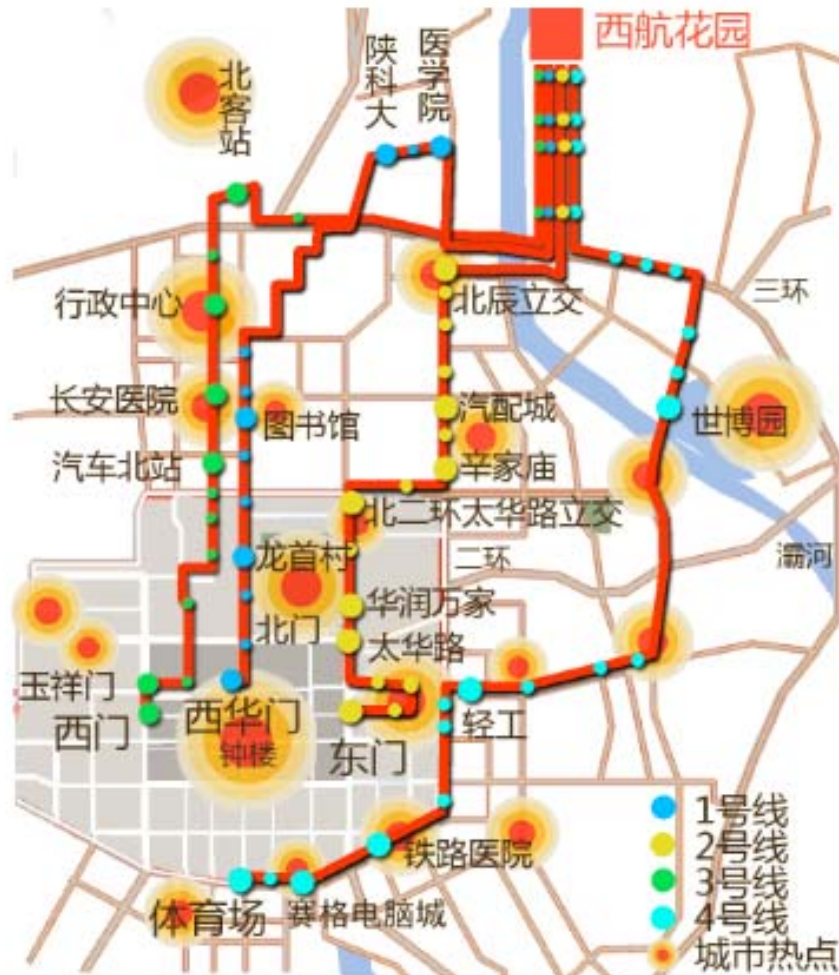 西航花园
医学院
陕科大
北客站
行政中心
北辰立交
三环
长安医院
图书馆
汽配城
世博园
汽车北站
辛家庙
北二环太华路立交
龙首村
二环
灞河
华润万家
北门
太华路
玉祥门
西华门
西门
钟楼
东门
轻工
1号线
2号线
3号线
4号线
城市热点
铁路医院
体育场
赛格电脑城